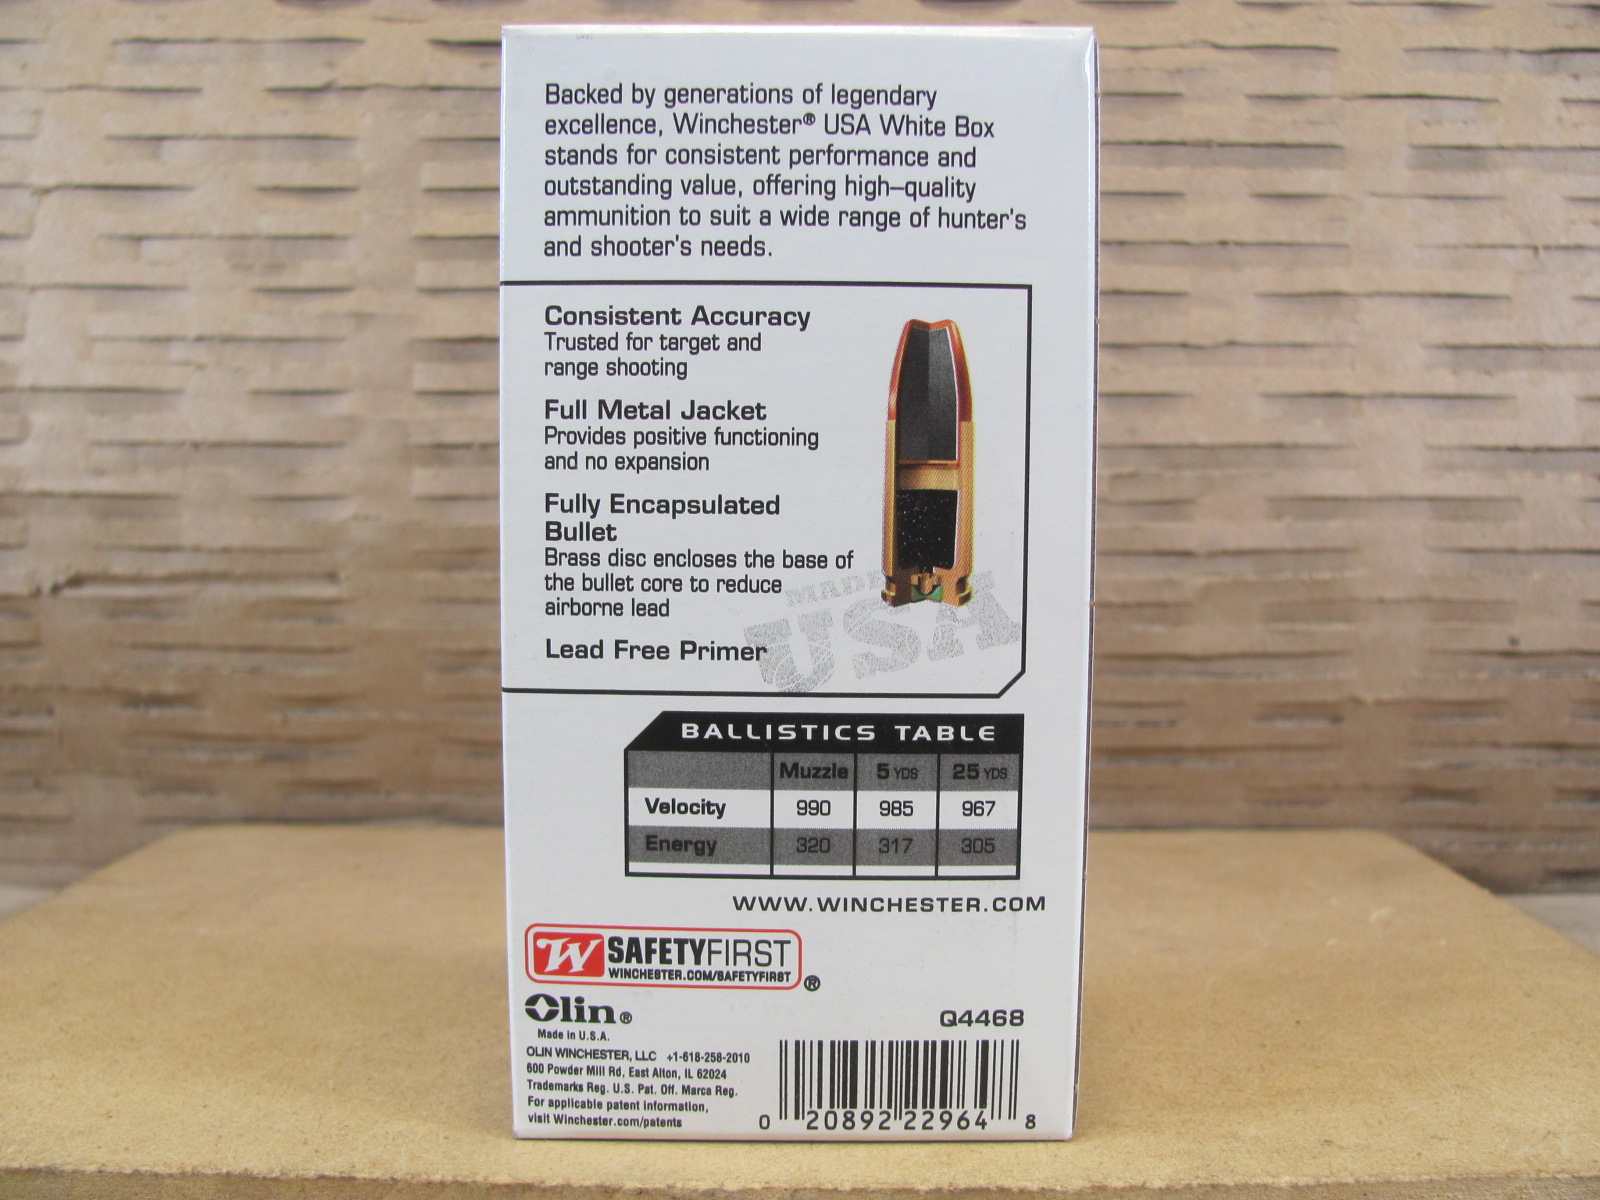 Backed by generations of legendary
excellence, Winchester® USA White Box
stands for consistent performance and
outstanding value, offering high–quality
ammunition to suit a wide range of hunter's
and shooter's needs.
Consistent Accuracy
Trusted for target and
range shooting
Full Metal Jacket
Provides positive functioning
and no expansion
Fully Encapsulated
Bullet
Brass disc encloses the base of
the bullet core to reduce
airborne lead
Lead Free Primer
MADE
USA
BALLISTICS TABLE
Muzzle 5 YDS 25 YDS
Velocity 990 985 967
Energy 320 317 305
WWW.WINCHESTER.COM
W SAFETYFIRST
WINCHESTER.COM/SAFETYFIRST ®
Olin®
Made in U.S.A.
OLIN WINCHESTER, LLC +1-618-258-2010
600 Powder Mill Rd, East Alton, IL 62024
Trademarks Reg. U.S. Pat. Off. Marca Reg.
For applicable patent information,
visit Winchester.com/patents
Q4468
0 20892 22964 8